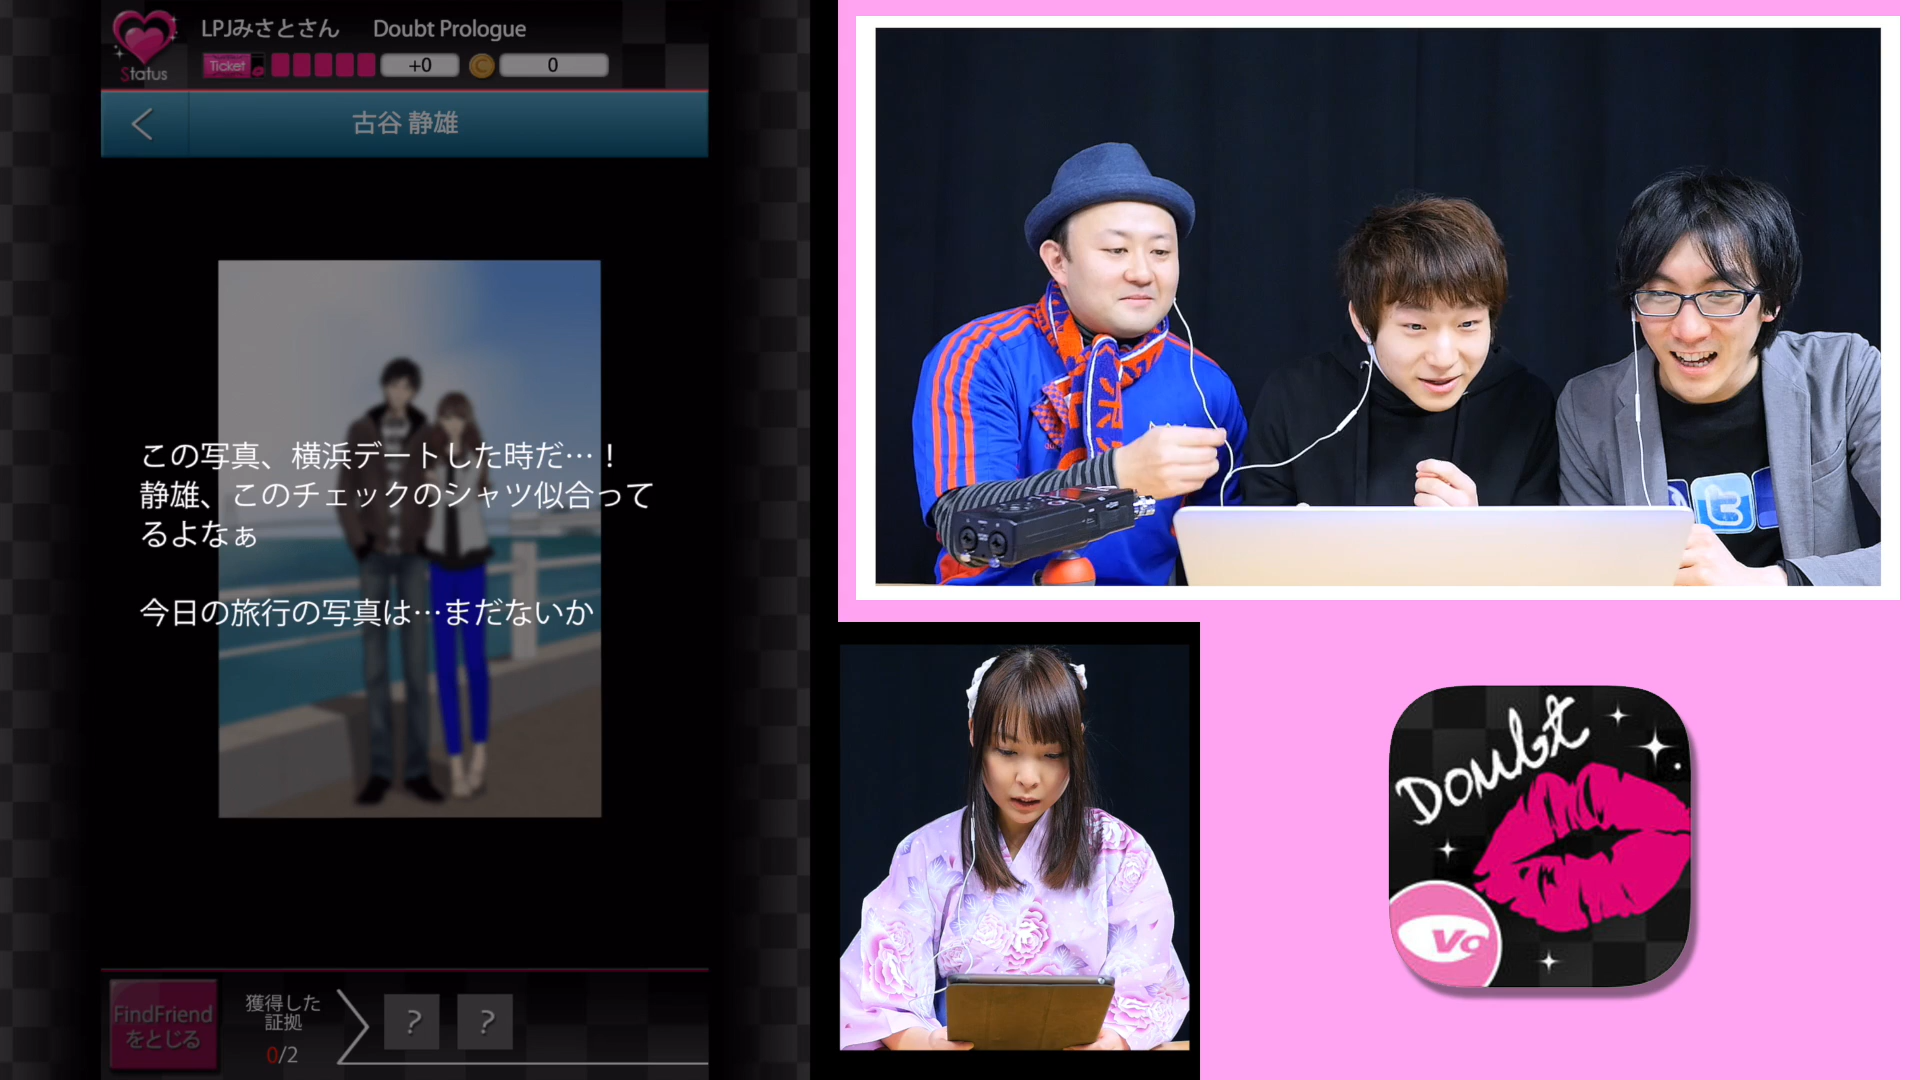 LPJみさとさん Doubt Prologue
Status
Ticket +0 C 0
古谷 静雄
この写真、横浜デートした時だ…！
静雄、このチェックのシャツ似合って
るよなぁ
今日の旅行の写真は…まだないか
FindFriend
をとじる
獲得した
証拠
0/2
?
?
Doubt